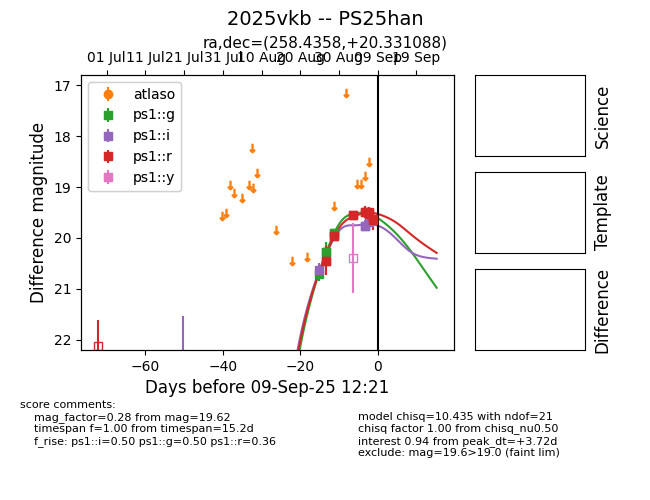 2025vkb -- PS25han
ra,dec=(258.4358,+20.331088)
01 Jul 11 Jul 21 Jul 31 Jul 10 Aug 20 Aug 30 Aug 09 Sep 19 Sep
17
18
19
20
21
22
Difference magnitude
atlaso
ps1::g
ps1::i
ps1::r
ps1::y
−60 −40 −20 0
Days before 09-Sep-25 12:21
Science
Template
Difference
score comments:
mag_factor=0.28 from mag=19.62
timespan f=1.00 from timespan=15.2d
f_rise: ps1::i=0.50 ps1::g=0.50 ps1::r=0.36
model chisq=10.435 with ndof=21
chisq factor 1.00 from chisq_nu0.50
interest 0.94 from peak_dt=+3.72d
exclude: mag=19.6>19.0 (faint lim)